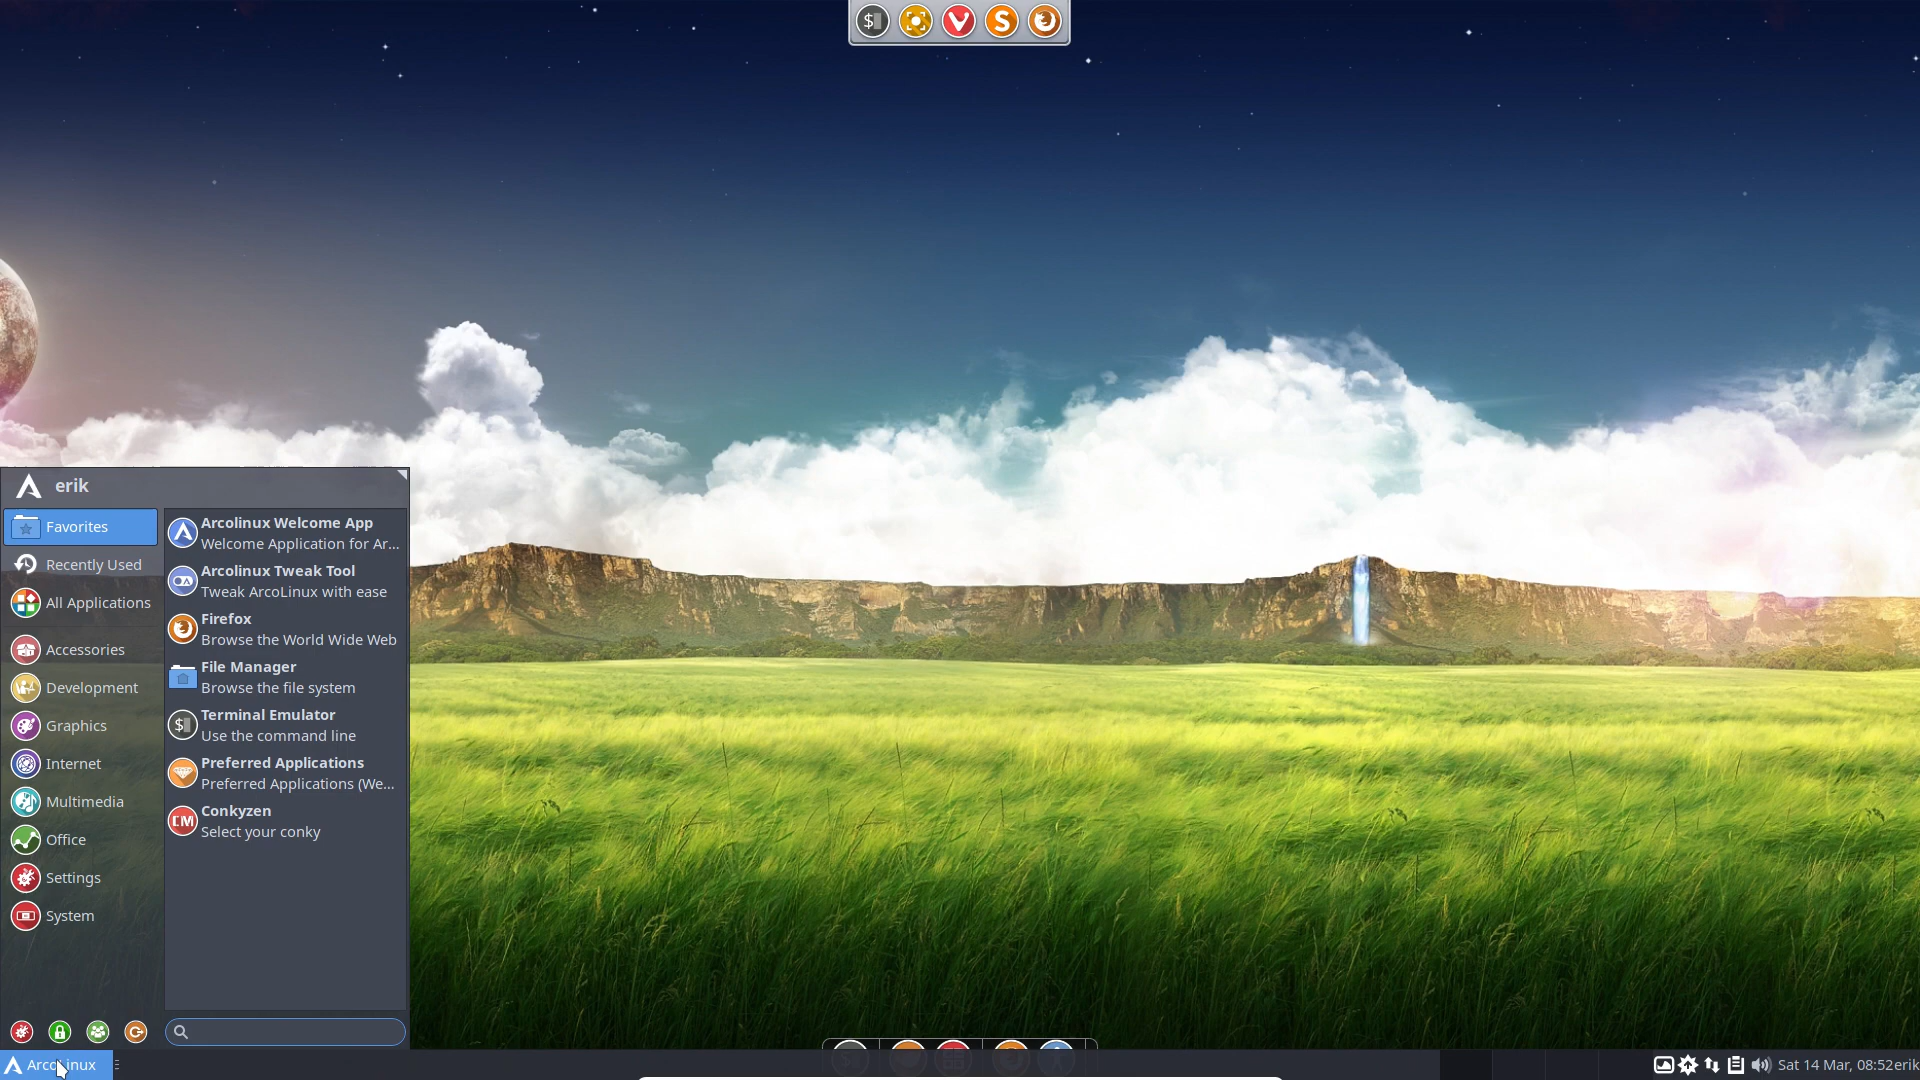 erik
Favorites
Recently Used
All Applications
Accessories
Development
Graphics
Internet
Multimedia
Office
Settings
System
Arcolinux Welcome App
Welcome Application for Ar...
Arcolinux Tweak Tool
Tweak ArcoLinux with ease
Firefox
Browse the World Wide Web
File Manager
Browse the file system
Terminal Emulator
Use the command line
Preferred Applications
Preferred Applications (We...
Conkyzen
Select your conky
ArcoLinux
Sat 14 Mar, 08:52erik